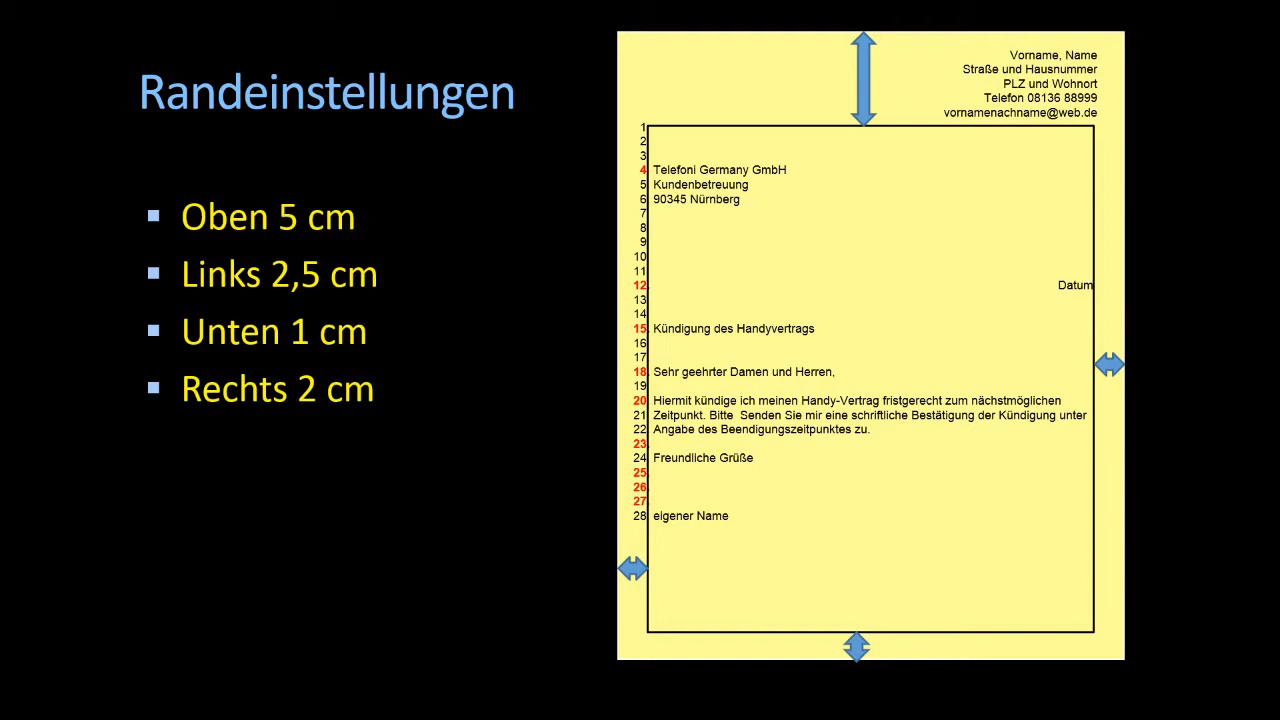 Randeinstellungen
▪ Oben 5 cm
▪ Links 2,5 cm
▪ Unten 1 cm
▪ Rechts 2 cm
Vorname, Name
Straße und Hausnummer
PLZ und Wohnort
Telefon 08136 88999
vornamenachname@web.de
1
2
3
4 Telefoni Germany GmbH
5 Kundenbetreuung
6 90345 Nürnberg
7
8
9
10
11
12 Datum
13
14
15 Kündigung des Handyvertrags
16
17
18 Sehr geehrter Damen und Herren,
19
20 Hiermit kündige ich meinen Handy-Vertrag fristgerecht zum nächstmöglichen
21 Zeitpunkt. Bitte Senden Sie mir eine schriftliche Bestätigung der Kündigung unter
22 Angabe des Beendigungszeitpunktes zu.
23
24 Freundliche Grüße
25
26
27
28 eigener Name